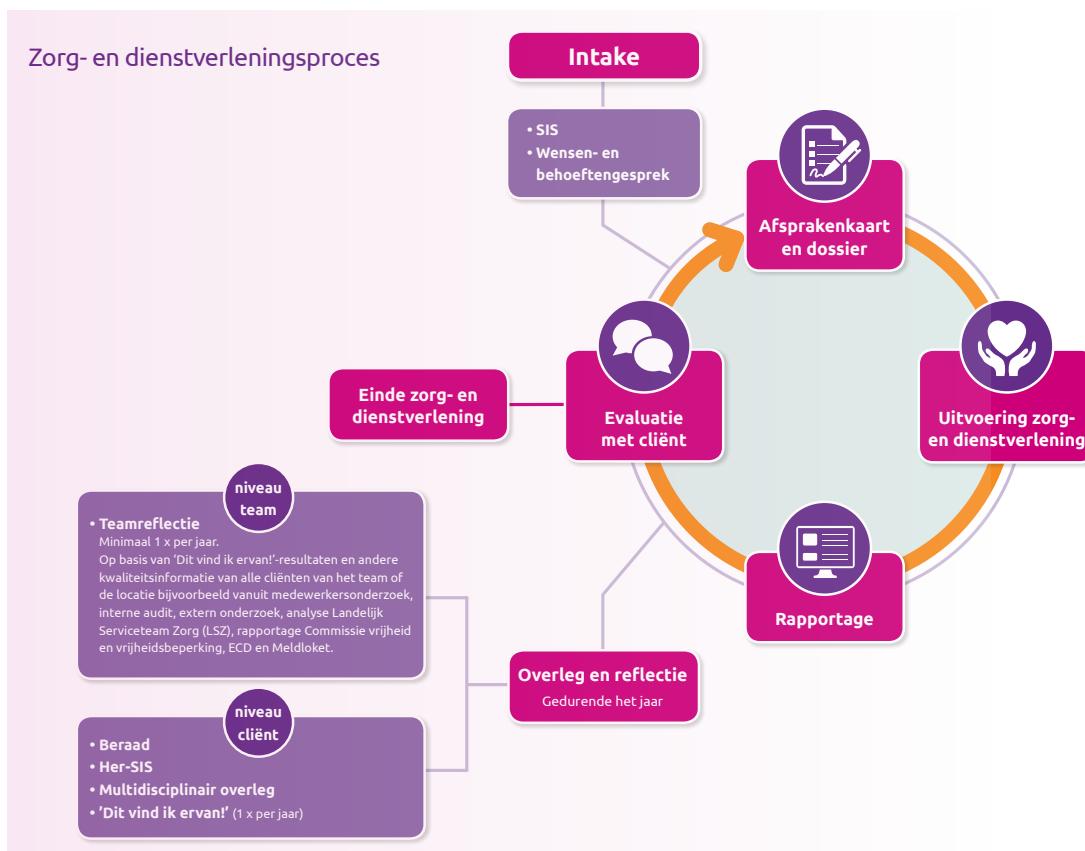 Zorg- en dienstverleningsproces
Intake
• SIS
• Wensen- en
behoeftengesprek
Afsprakenkaart
en dossier
Uitvoering zorg-
en dienstverlening
Rapportage
Evaluatie
met cliënt
Einde zorg- en
dienstverlening
Overleg en reflectie
Gedurende het jaar
niveau
team
• Teamreflectie
Minimaal 1 x per jaar.
Op basis van ‘Dit vind ik ervan!’-resultaten en andere
kwaliteitsinformatie van alle cliënten van het team of
de locatie bijvoorbeeld vanuit medewerkersonderzoek,
interne audit, extern onderzoek, analyse Landelijk
Serviceteam Zorg (LSZ), rapportage Commissie vrijheid
en vrijheidsbeperking, ECD en Meldloket.
niveau
cliënt
• Beraad
• Her-SIS
• Multidisciplinair overleg
• ’Dit vind ik ervan!’ (1 x per jaar)